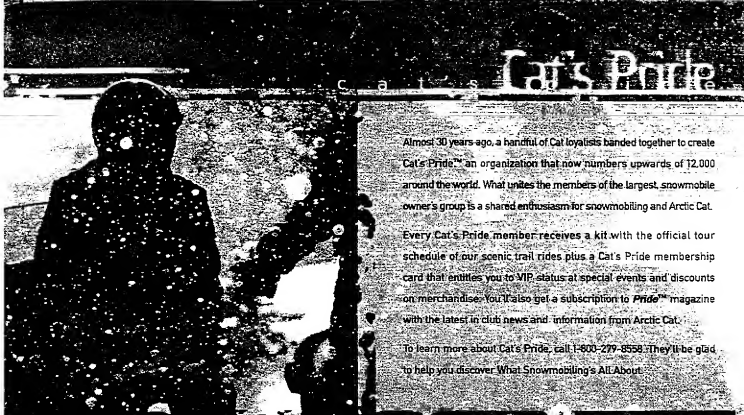 cat's Cat's Pride
Almost 30 years ago, a handful of Cat loyalists banded together to create
Cat's Pride™ an organization that now numbers upwards of 12,000
around the world. What unites the members of the largest snowmobile
owner's group is a shared enthusiasm for snowmobiling and Arctic Cat.
Every Cat's Pride member receives a kit with the official tour
schedule of our scenic trail rides plus a Cat's Pride membership
card that entitles you to VIP status at special events and discounts
on merchandise. You'll also get a subscription to Pride™ magazine
with the latest in club news and information from Arctic Cat.
To learn more about Cat's Pride, call 1-800-279-8558. They'll be glad
to help you discover What Snowmobiling's All About.